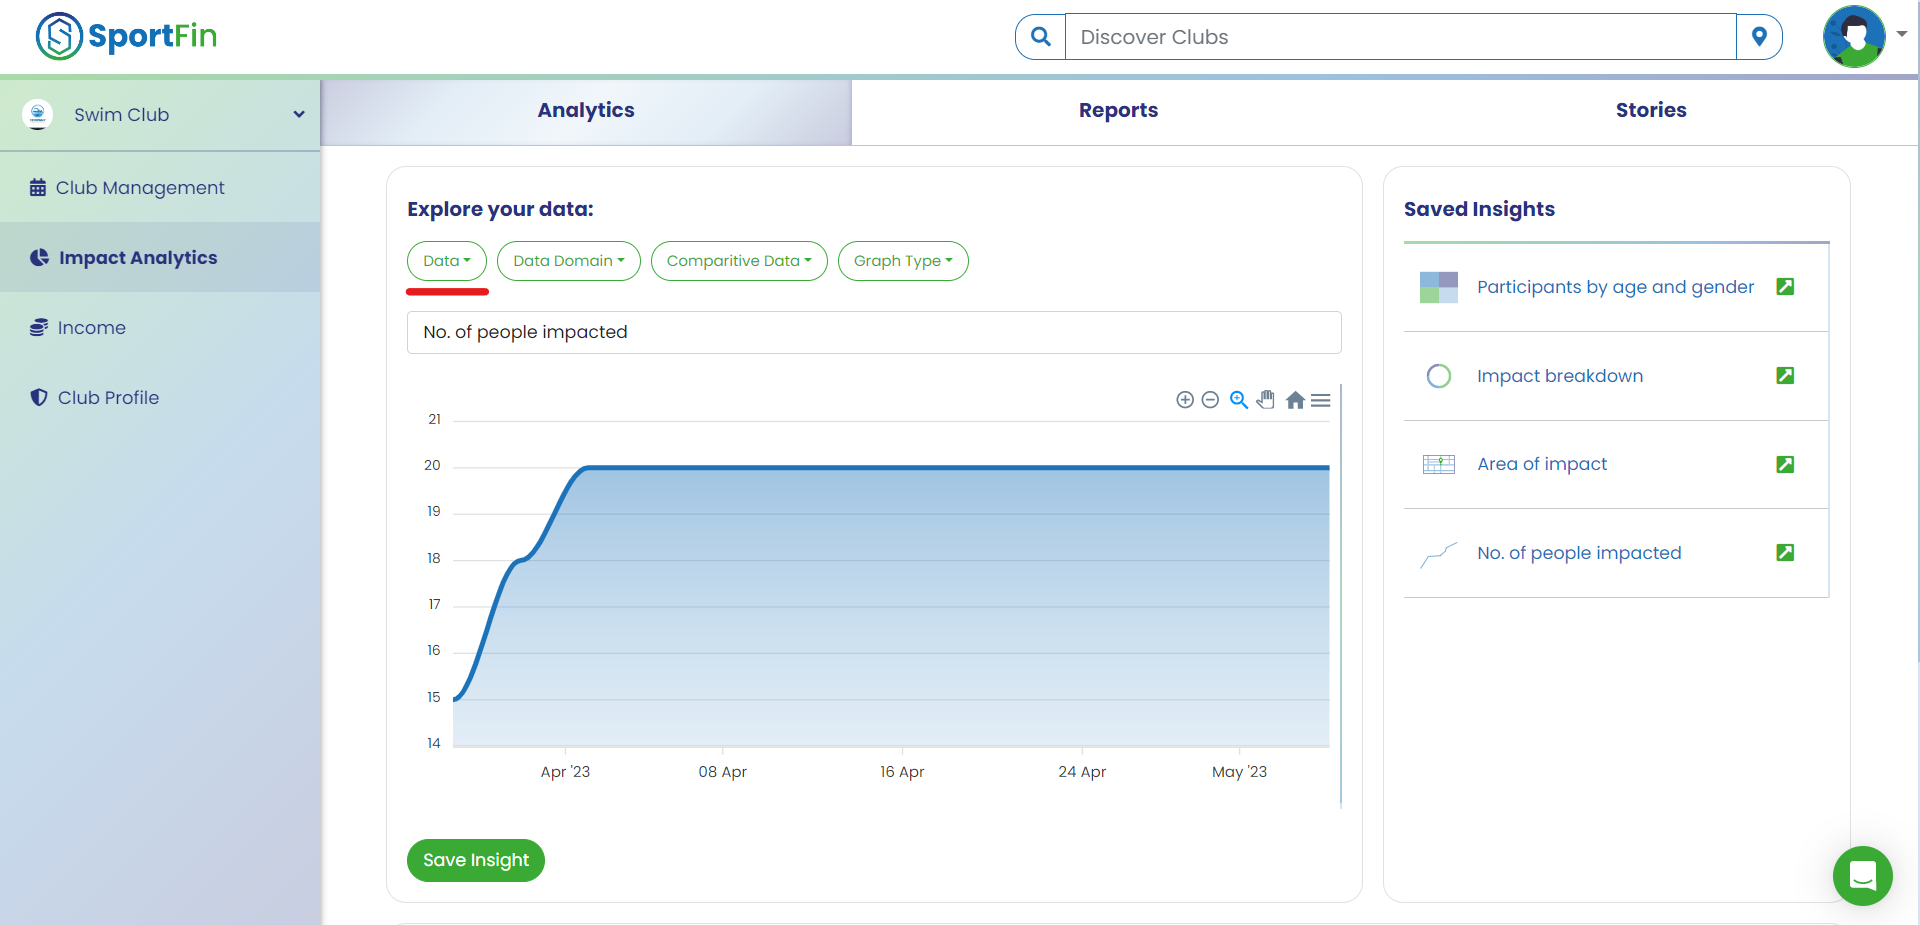 SportFin
Discover Clubs
Swim Club
Club Management
Impact Analytics
Income
Club Profile
Analytics
Reports
Stories
Explore your data:
Data
Data Domain
Comparitive Data
Graph Type
No. of people impacted
21
20
19
18
17
16
15
14
Apr '23
08 Apr
16 Apr
24 Apr
May '23
Save Insight
Saved Insights
Participants by age and gender
Impact breakdown
Area of impact
No. of people impacted